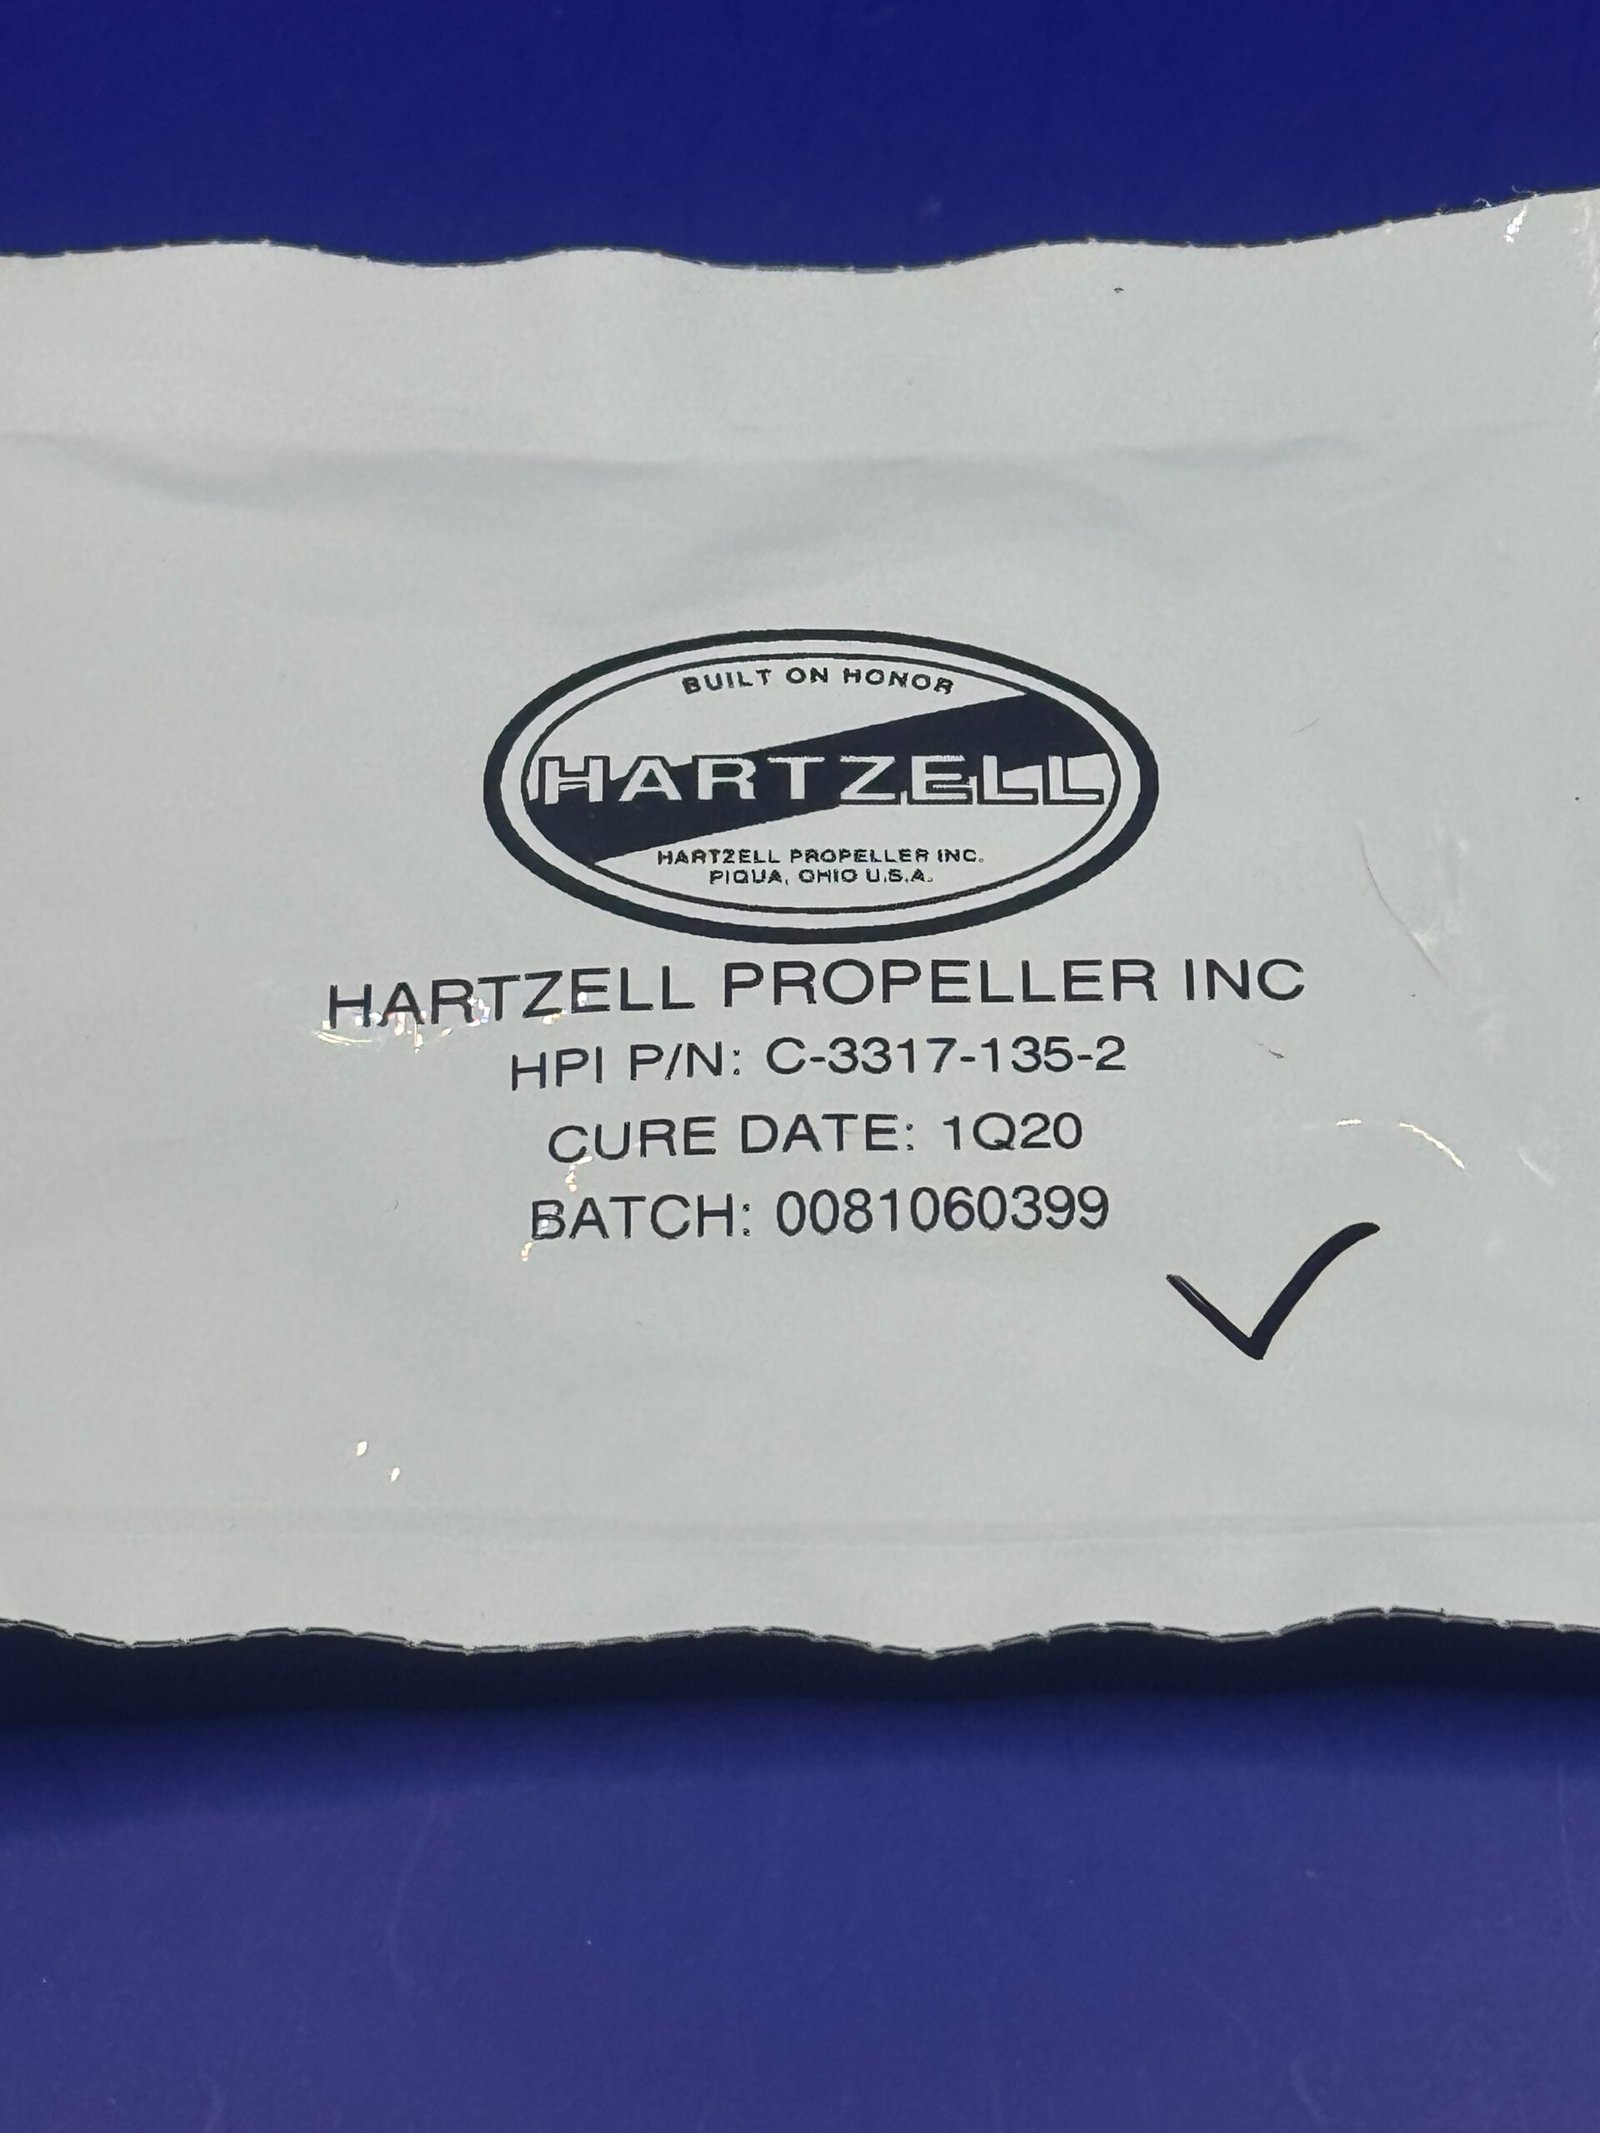 BUILT ON HONOR
HARTZELL
HARTZELL PROPELLER INC.
PIQUA, OHIO U.S.A.
HARTZELL PROPELLER INC
HPI P/N: C-3317-135-2
CURE DATE: 1Q20
BATCH: 0081060399